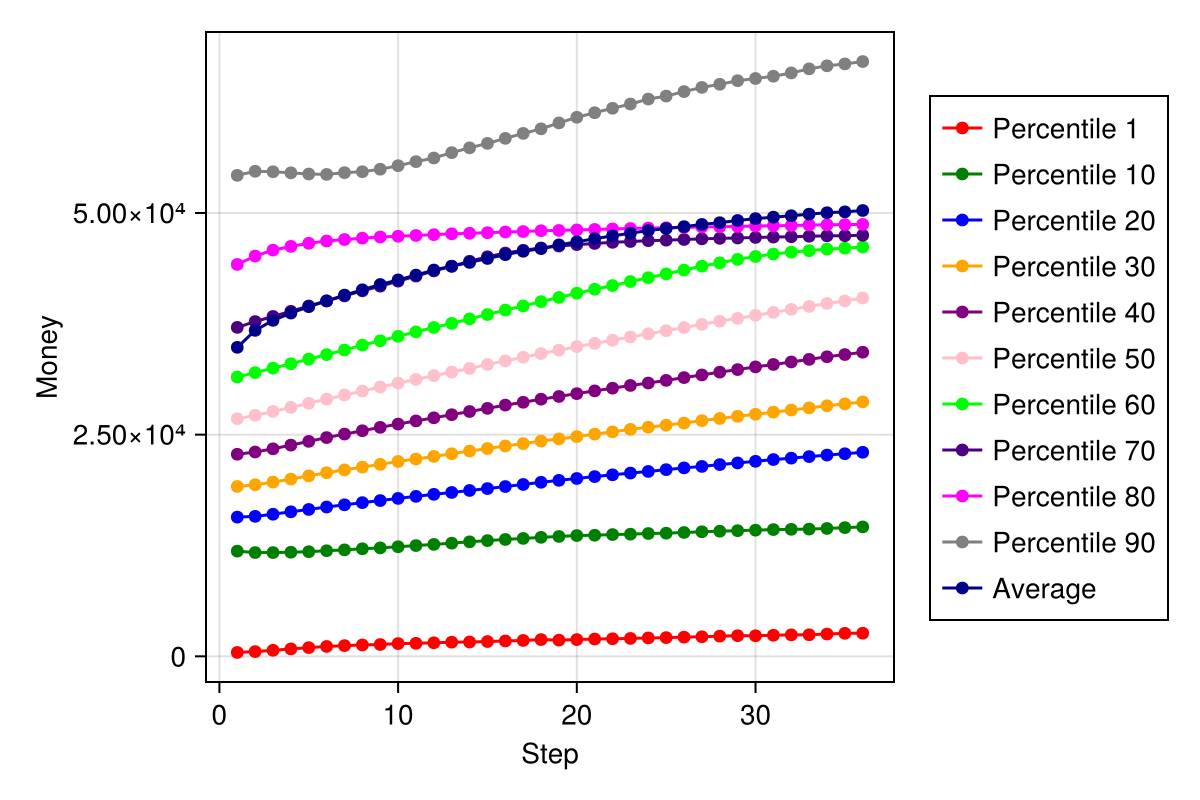 Money
5.00×10⁴
2.50×10⁴
0
0 10 20 30
Step
Percentile 1
Percentile 10
Percentile 20
Percentile 30
Percentile 40
Percentile 50
Percentile 60
Percentile 70
Percentile 80
Percentile 90
Average